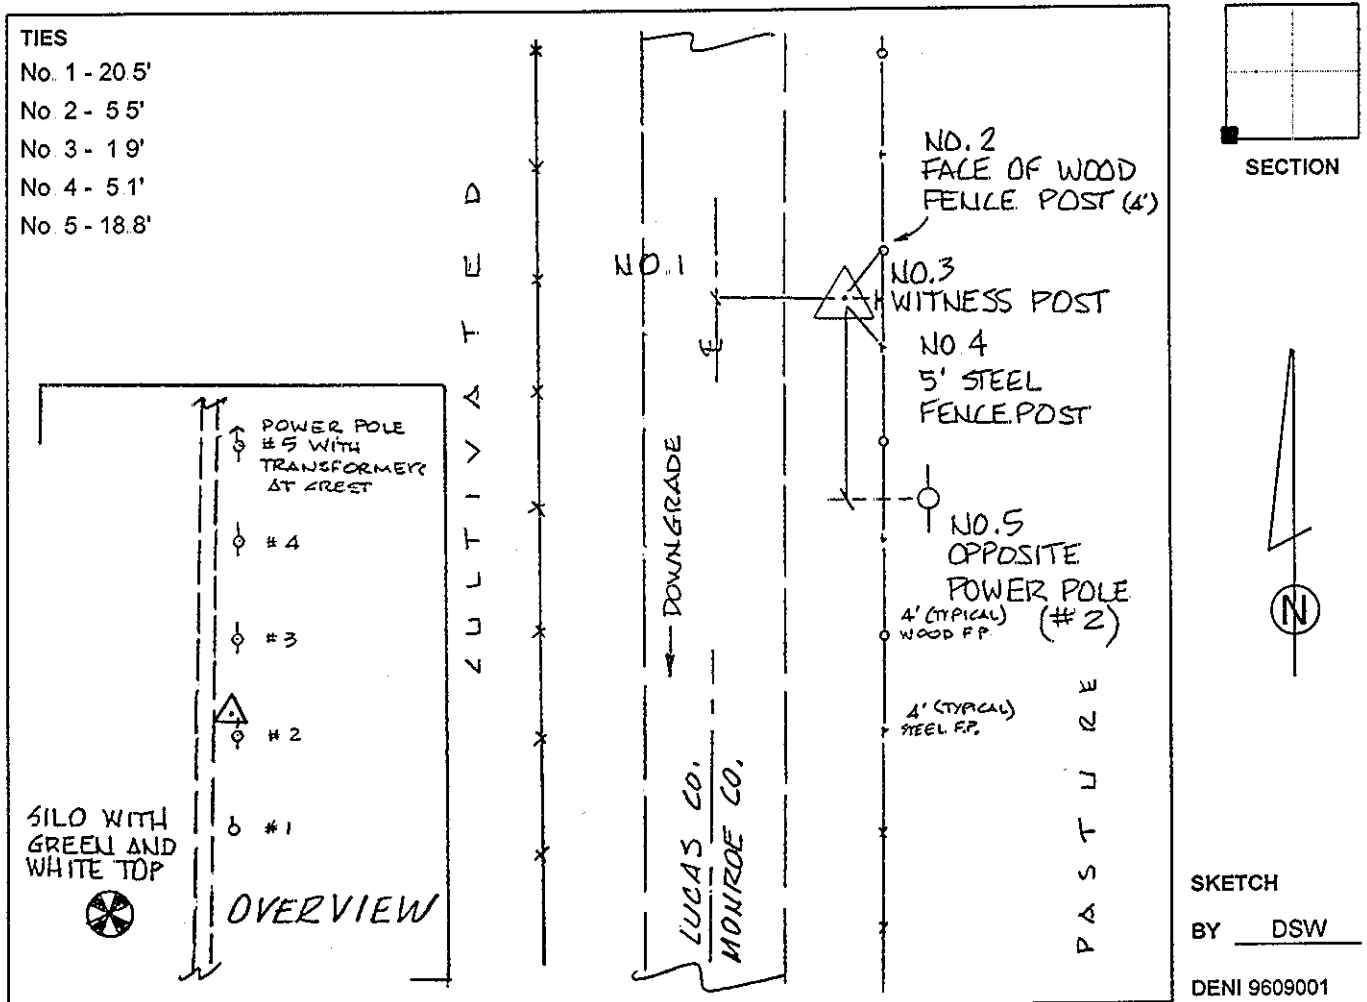 TIES
No. 1 - 20.5'
No. 2 - 5 5'
No. 3 - 1 9'
No. 4 - 5.1'
No. 5 - 18.8'
CULTIVATED
NO.1
℄
NO. 2
FACE OF WOOD
FENCE POST (4')
NO.3
WITNESS POST
NO.4
5' STEEL
FENCE POST
NO.5
OPPOSITE
POWER POLE
(#2)
4' (TYPICAL)
WOOD F.P.
4' (TYPICAL)
STEEL F.P.
PASTURE
DOWNGRADE
LUCAS CO.
MONROE CO.
POWER POLE
#5 WITH
TRANSFORMERS
AT CREST
#4
#3
#2
#1
SILO WITH
GREEN AND
WHITE TOP
OVERVIEW
SECTION
N
SKETCH
BY DSW
DENI 9609001